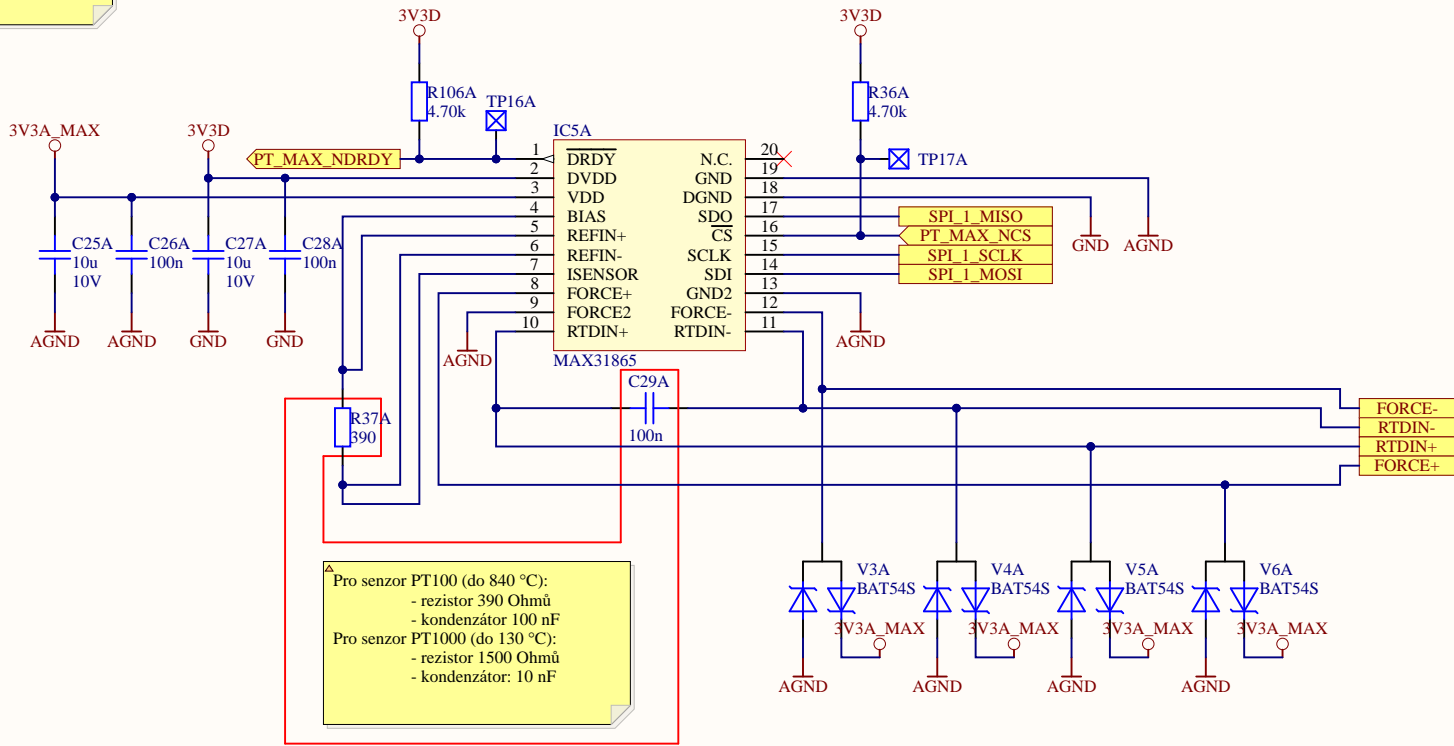 3V3D
3V3D
R106A
4.70k
TP16A
R36A
4.70k
3V3A_MAX
3V3D
IC5A
PT_MAX_NDRDY
TP17A
1 DRDY
2 DVDD
3 VDD
4 BIAS
5 REFIN+
6 REFIN-
7 ISENSOR
8 FORCE+
9 FORCE2
10 RTDIN+
N.C. 20
GND 19
DGND 18
SDO 17
CS 16
SCLK 15
SDI 14
GND2 13
FORCE- 12
RTDIN- 11
MAX31865
SPI_1_MISO
PT_MAX_NCS
SPI_1_SCLK
SPI_1_MOSI
GND
AGND
C25A
10u
10V
C26A
100n
C27A
10u
10V
C28A
100n
AGND
AGND
GND
GND
AGND
AGND
C29A
100n
R37A
390
FORCE-
RTDIN-
RTDIN+
FORCE+
Pro senzor PT100 (do 840 °C):
- rezistor 390 Ohmů
- kondenzátor 100 nF
Pro senzor PT1000 (do 130 °C):
- rezistor 1500 Ohmů
- kondenzátor: 10 nF
V3A
BAT54S
V4A
BAT54S
V5A
BAT54S
V6A
BAT54S
3V3A_MAX
3V3A_MAX
3V3A_MAX
3V3A_MAX
AGND
AGND
AGND
AGND